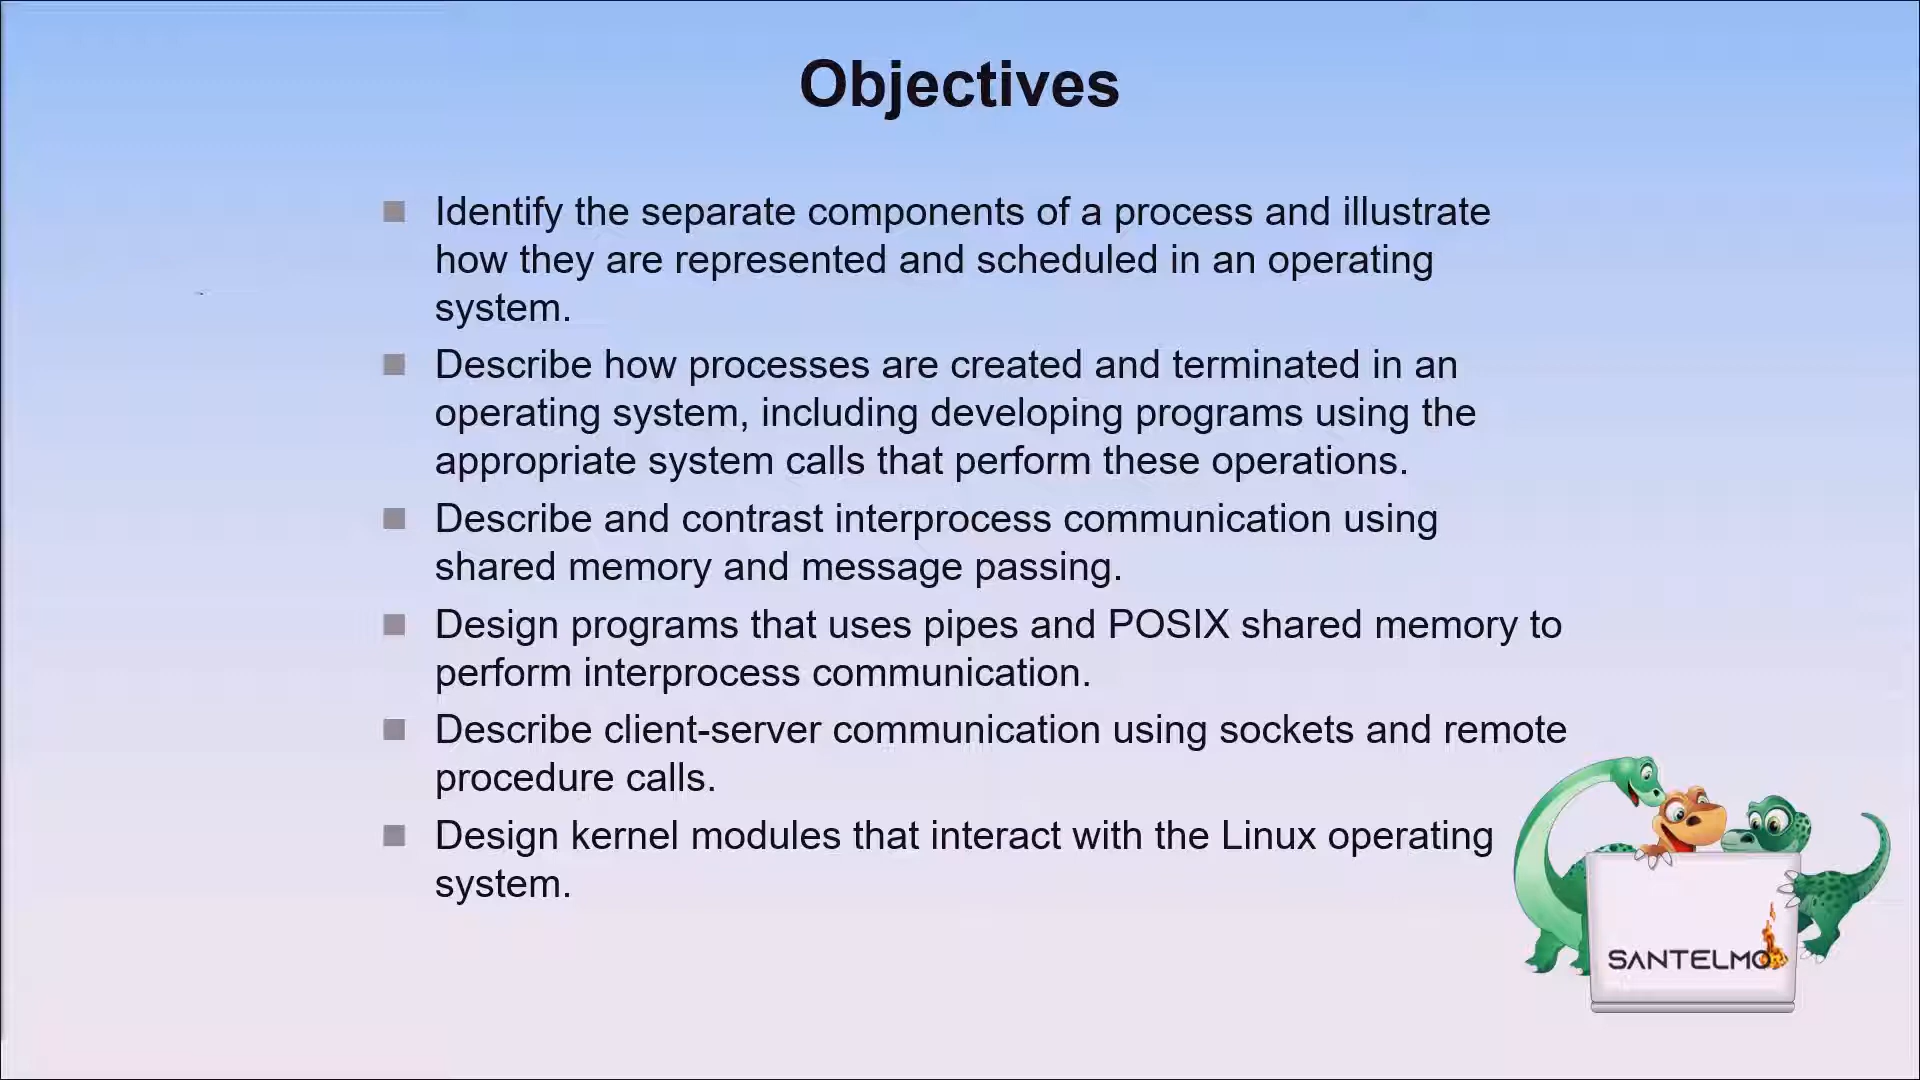 Objectives
Identify the separate components of a process and illustrate
how they are represented and scheduled in an operating
system.
Describe how processes are created and terminated in an
operating system, including developing programs using the
appropriate system calls that perform these operations.
Describe and contrast interprocess communication using
shared memory and message passing.
Design programs that uses pipes and POSIX shared memory to
perform interprocess communication.
Describe client-server communication using sockets and remote
procedure calls.
Design kernel modules that interact with the Linux operating
system.
SANTELMO